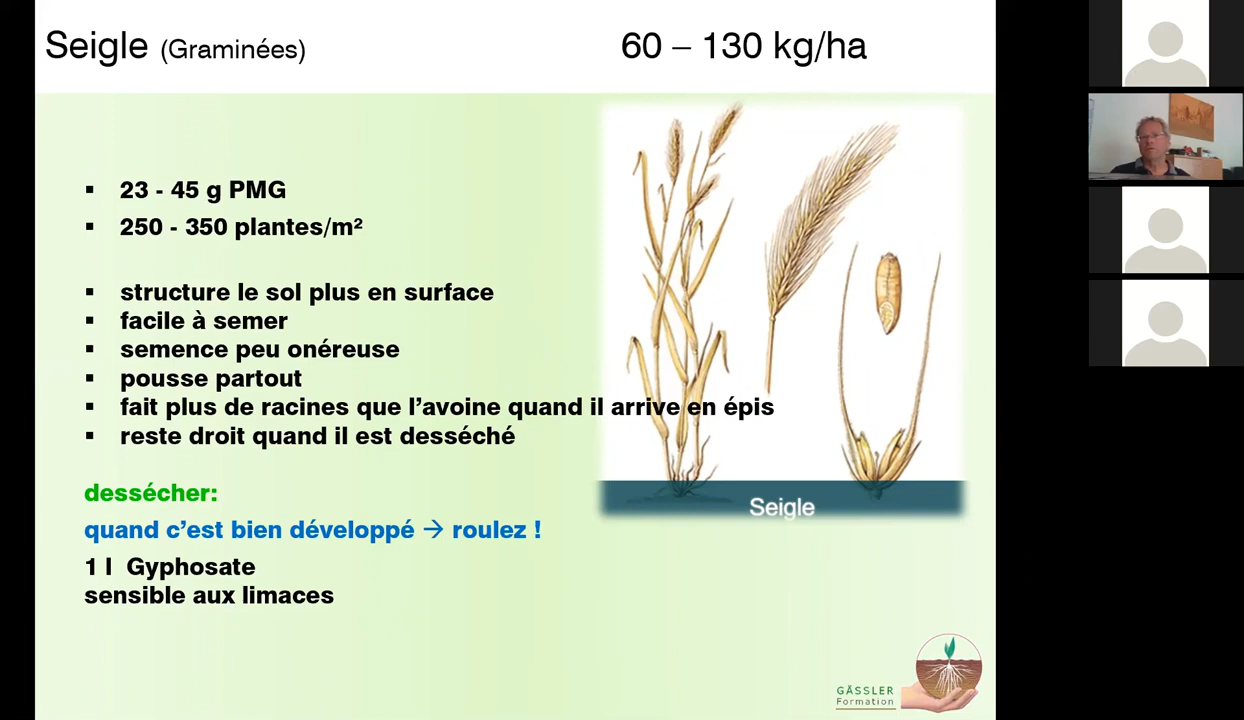 Seigle (Graminées)
60 – 130 kg/ha
▪ 23 - 45 g PMG
▪ 250 - 350 plantes/m²
▪ structure le sol plus en surface
▪ facile à semer
▪ semence peu onéreuse
▪ pousse partout
▪ fait plus de racines que l’avoine quand il arrive en épis
▪ reste droit quand il est desséché
dessécher:
quand c’est bien développé → roulez !
1 l Gyphosate
sensible aux limaces
Seigle
GÄSSLER
Formation